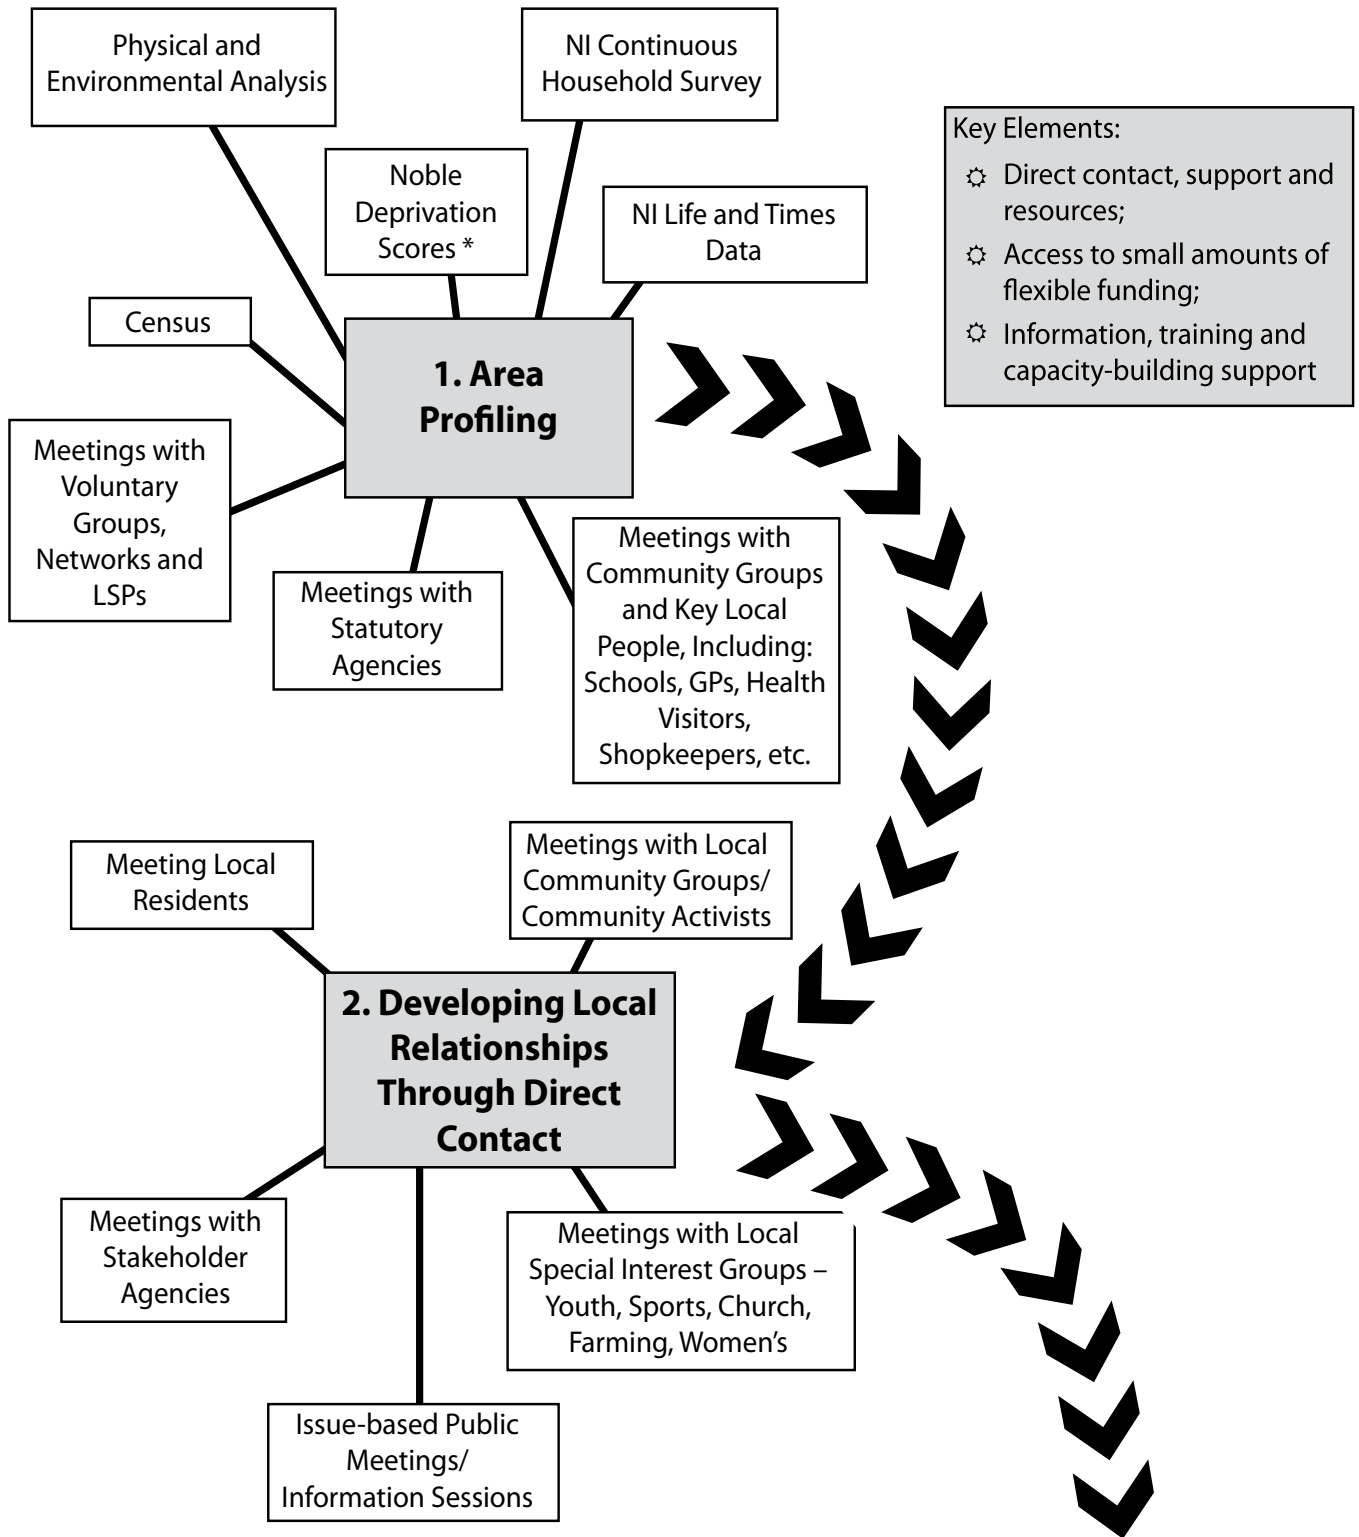 Physical and
Environmental Analysis
NI Continuous
Household Survey
Key Elements:
Direct contact, support and
resources;
Access to small amounts of
flexible funding;
Information, training and
capacity-building support
Noble
Deprivation
Scores *
NI Life and Times
Data
Census
1. Area
Profiling
Meetings with
Voluntary
Groups,
Networks and
LSPs
Meetings with
Statutory
Agencies
Meetings with
Community Groups
and Key Local
People, Including:
Schools, GPs, Health
Visitors,
Shopkeepers, etc.
Meeting Local
Residents
Meetings with Local
Community Groups/
Community Activists
2. Developing Local
Relationships
Through Direct
Contact
Meetings with
Stakeholder
Agencies
Meetings with Local
Special Interest Groups –
Youth, Sports, Church,
Farming, Women’s
Issue-based Public
Meetings/
Information Sessions